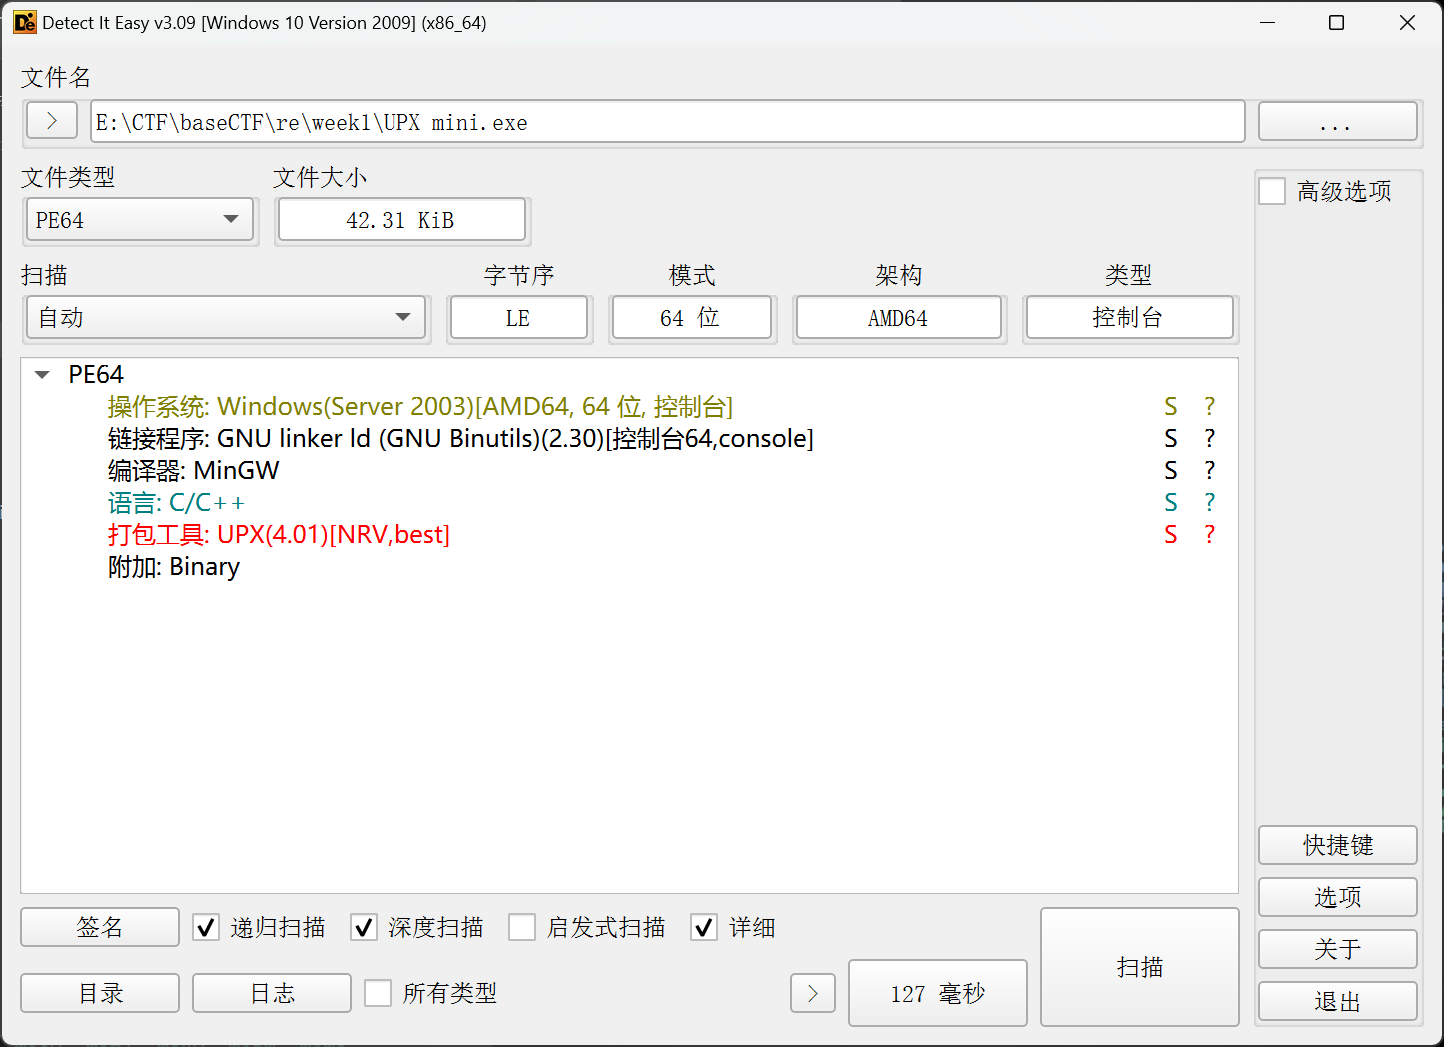 Detect It Easy v3.09 [Windows 10 Version 2009] (x86_64)
文件名
E:\CTF\baseCTF\re\week1\UPX mini.exe
...
文件类型 文件大小
PE64 42.31 KiB
高级选项
扫描 字节序 模式 架构 类型
自动 LE 64 位 AMD64 控制台
PE64
操作系统: Windows(Server 2003)[AMD64, 64 位, 控制台] S ?
链接程序: GNU linker ld (GNU Binutils)(2.30)[控制台64,console] S ?
编译器: MinGW S ?
语言: C/C++ S ?
打包工具: UPX(4.01)[NRV,best] S ?
附加: Binary
快捷键
选项
关于
退出
签名 递归扫描 深度扫描 启发式扫描 详细
扫描
目录 日志 所有类型 > 127 毫秒